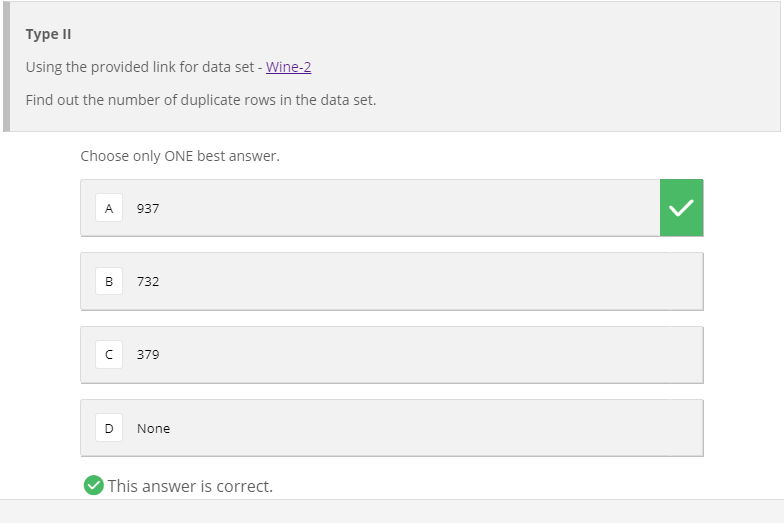 Type II
Using the provided link for data set - Wine-2
Find out the number of duplicate rows in the data set.
Choose only ONE best answer.
A 937
B 732
C 379
D None
This answer is correct.